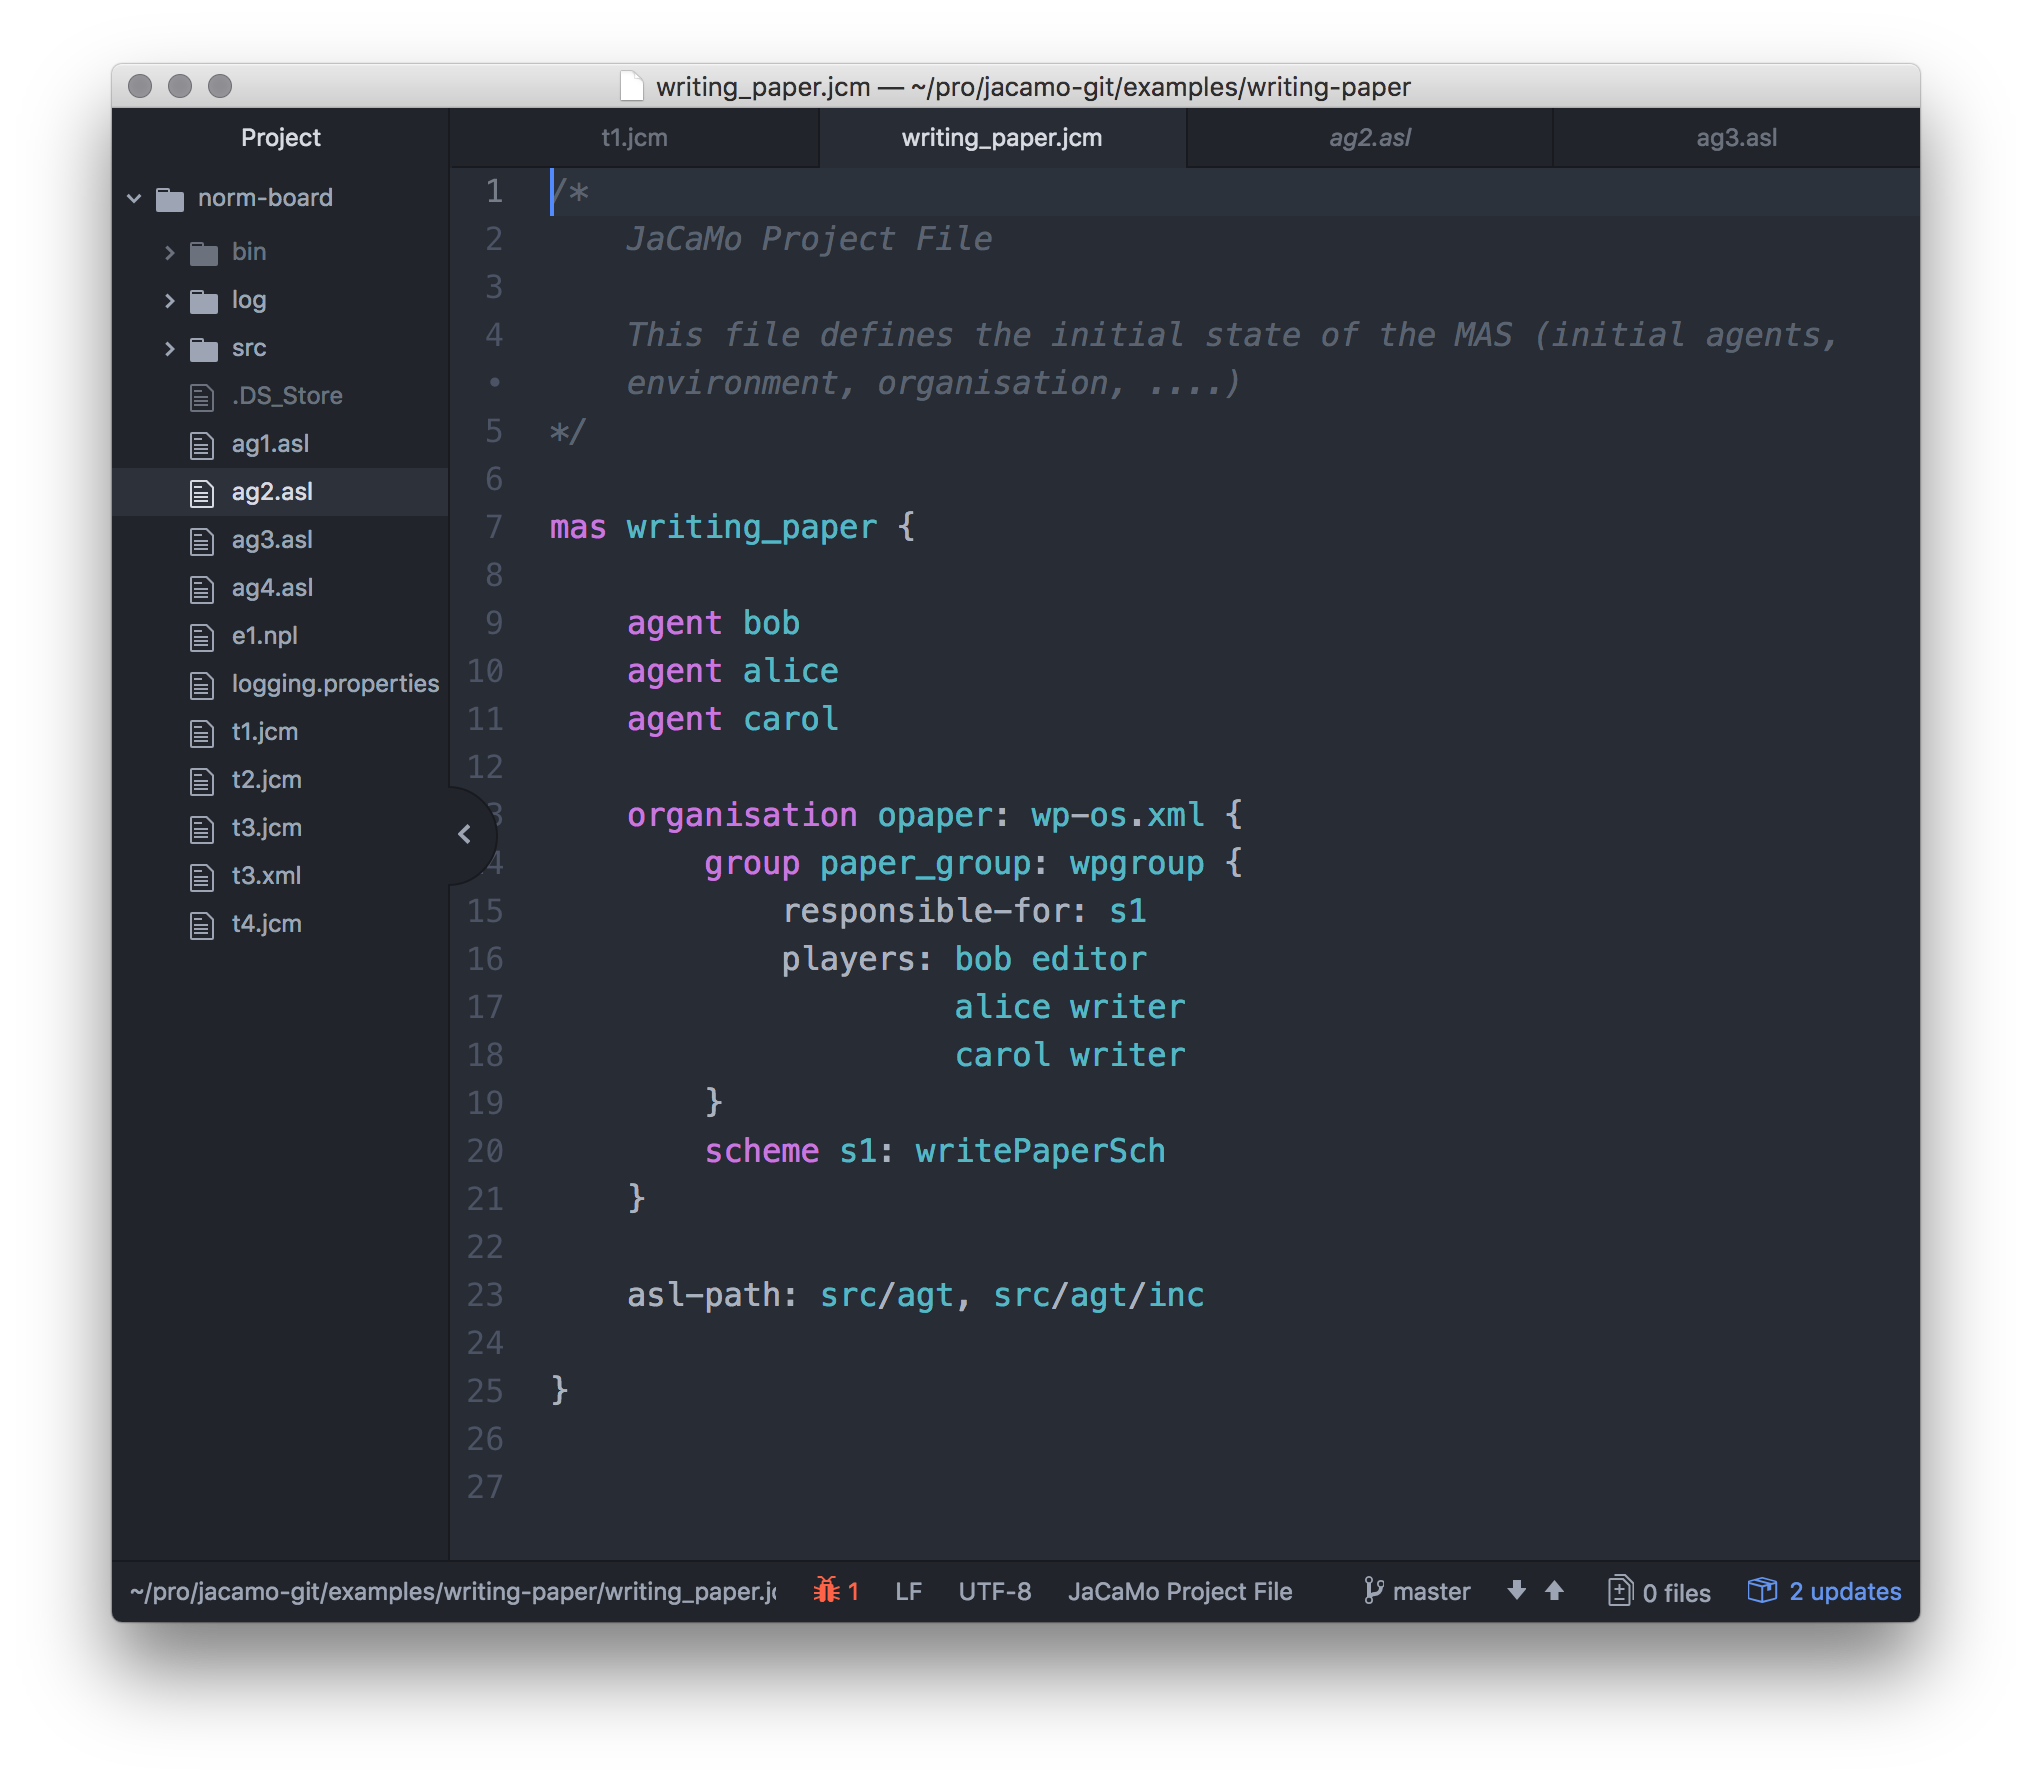 writing_paper.jcm — ~/pro/jacamo-git/examples/writing-paper
Project
t1.jcm
writing_paper.jcm
ag2.asl
ag3.asl
norm-board
bin
log
src
.DS_Store
ag1.asl
ag2.asl
ag3.asl
ag4.asl
e1.npl
logging.properties
t1.jcm
t2.jcm
t3.jcm
t3.xml
t4.jcm
1 /*
2 JaCaMo Project File
3
4 This file defines the initial state of the MAS (initial agents,
• environment, organisation, ....)
5 */
6
7 mas writing_paper {
8
9 agent bob
10 agent alice
11 agent carol
12
3 organisation opaper: wp-os.xml {
4 group paper_group: wpgroup {
15 responsible-for: s1
16 players: bob editor
17 alice writer
18 carol writer
19 }
20 scheme s1: writePaperSch
21 }
22
23 asl-path: src/agt, src/agt/inc
24
25 }
26
27
~/pro/jacamo-git/examples/writing-paper/writing_paper.jc 1 LF UTF-8 JaCaMo Project File master 0 files 2 updates